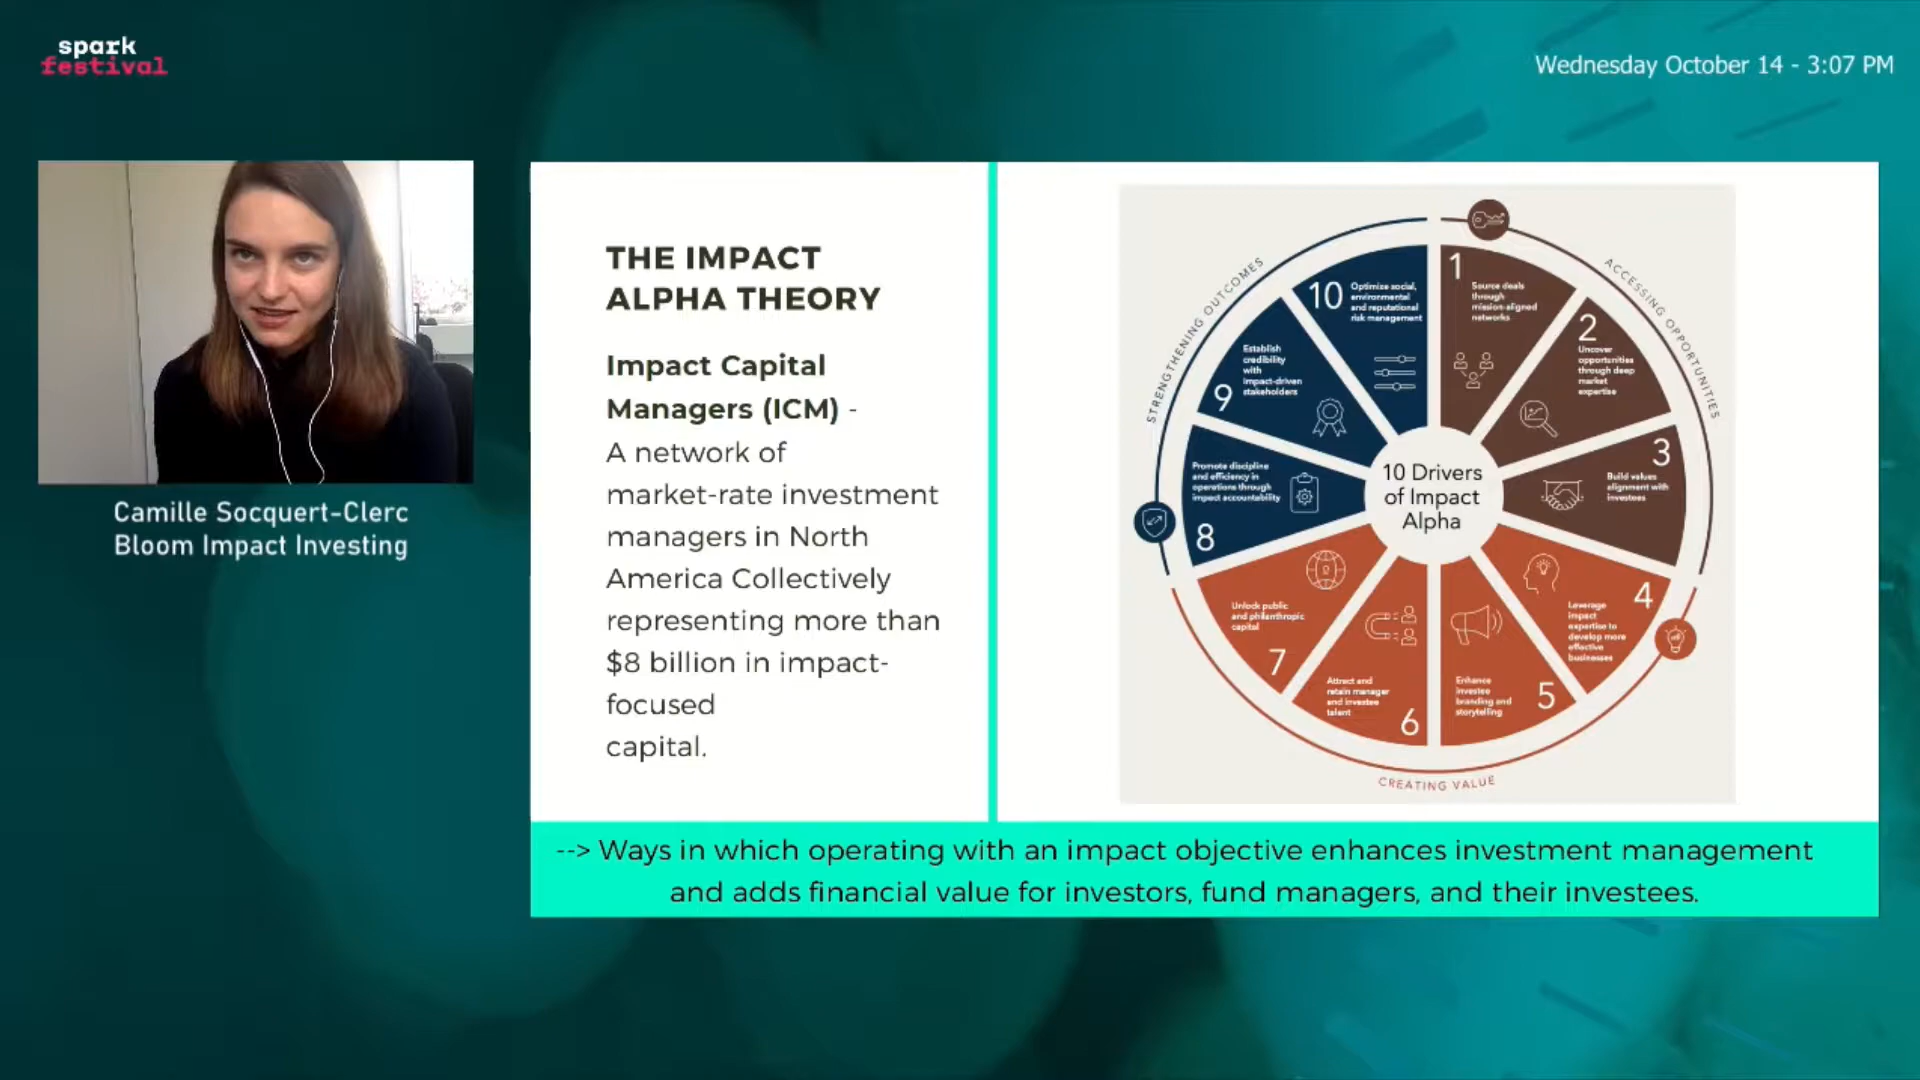 spark
festival
Wednesday October 14 - 3:07 PM
Camille Socquert-Clerc
Bloom Impact Investing
THE IMPACT
ALPHA THEORY
Impact Capital
Managers (ICM) -
A network of
market-rate investment
managers in North
America Collectively
representing more than
$8 billion in impact-
focused
capital.
STRENGTHENING OUTCOMES
ACCESSING OPPORTUNITIES
CREATING VALUE
10 Drivers
of Impact
Alpha
1
Source deals
through
mission-aligned
networks
2
Uncover
opportunities
through deep
market
expertise
3
Build values
alignment with
investees
4
Leverage
impact
expertise to
develop more
effective
businesses
5
Enhance
investee
branding and
storytelling
6
Attract and
retain manager
and investee
talent
7
Unlock public
and philanthropic
capital
8
Promote discipline
and efficiency in
operations through
impact accountability
9
Establish
credibility
with
impact-driven
stakeholders
10
Optimize social,
environmental
and reputational
risk management
--> Ways in which operating with an impact objective enhances investment management
and adds financial value for investors, fund managers, and their investees.